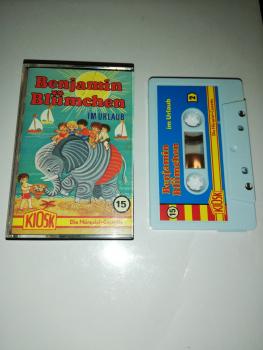 Benjamin
Blümchen
IM URLAUB
15
KIOSK
Die Hörspiel-Cassette
im Urlaub
2
Benjamin
Blümchen
15
KIOSK